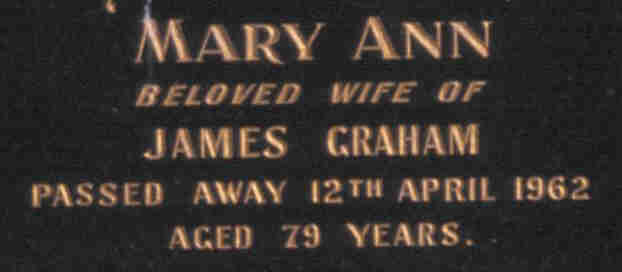 MARY ANN
BELOVED WIFE OF
JAMES GRAHAM
PASSED AWAY 12TH APRIL 1962
AGED 79 YEARS.